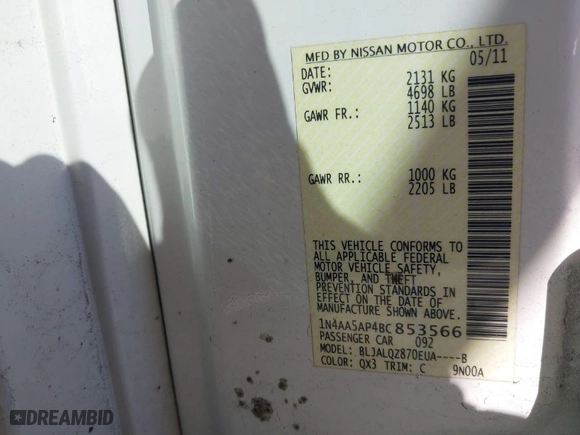 MFD BY NISSAN MOTOR CO., LTD.
DATE: 05/11
GVWR: 2131 KG
4698 LB
GAWR FR.: 1140 KG
2513 LB
GAWR RR.: 1000 KG
2205 LB
THIS VEHICLE CONFORMS TO
ALL APPLICABLE FEDERAL
MOTOR VEHICLE SAFETY,
BUMPER, AND THEFT
PREVENTION STANDARDS IN
EFFECT ON THE DATE OF
MANUFACTURE SHOWN ABOVE.
1N4AA5AP4BC853566
PASSENGER CAR 092
MODEL: BLJALQZ870EUA----B
COLOR: QX3 TRIM: C 9N00A
DREAMBID